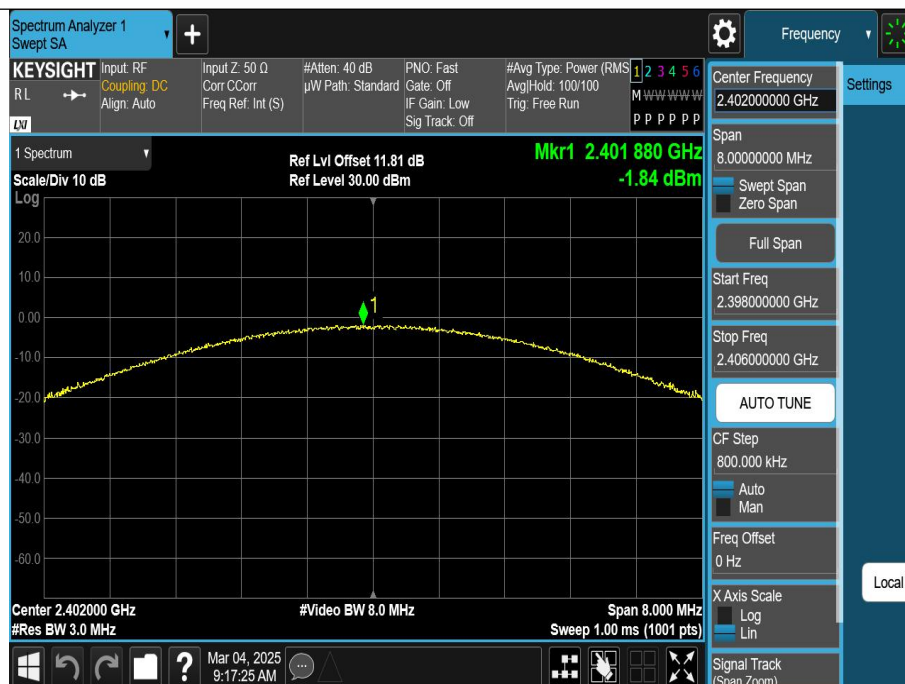 Spectrum Analyzer 1
Swept SA
Frequency
KEYSIGHT
R L
LXI
Input: RF
Coupling: DC
Align: Auto
Input Z: 50 Ω
Corr CCorr
Freq Ref: Int (S)
#Atten: 40 dB
µW Path: Standard
PNO: Fast
Gate: Off
IF Gain: Low
Sig Track: Off
#Avg Type: Power (RMS
Avg|Hold: 100/100
Trig: Free Run
1 2 3 4 5 6
M W W W W W
P P P P P P
1 Spectrum
Scale/Div 10 dB
Log
Ref Lvl Offset 11.81 dB
Ref Level 30.00 dBm
Mkr1 2.401 880 GHz
-1.84 dBm
20.0
10.0
0.00
-10.0
-20.0
-30.0
-40.0
-50.0
-60.0
1
Center 2.402000 GHz
#Res BW 3.0 MHz
#Video BW 8.0 MHz
Span 8.000 MHz
Sweep 1.00 ms (1001 pts)
Mar 04, 2025
9:17:25 AM
?
Center Frequency
2.402000000 GHz
Settings
Span
8.00000000 MHz
Swept Span
Zero Span
Full Span
Start Freq
2.398000000 GHz
Stop Freq
2.406000000 GHz
AUTO TUNE
CF Step
800.000 kHz
Auto
Man
Freq Offset
0 Hz
X Axis Scale
Log
Lin
Local
Signal Track
(Span Zoom)